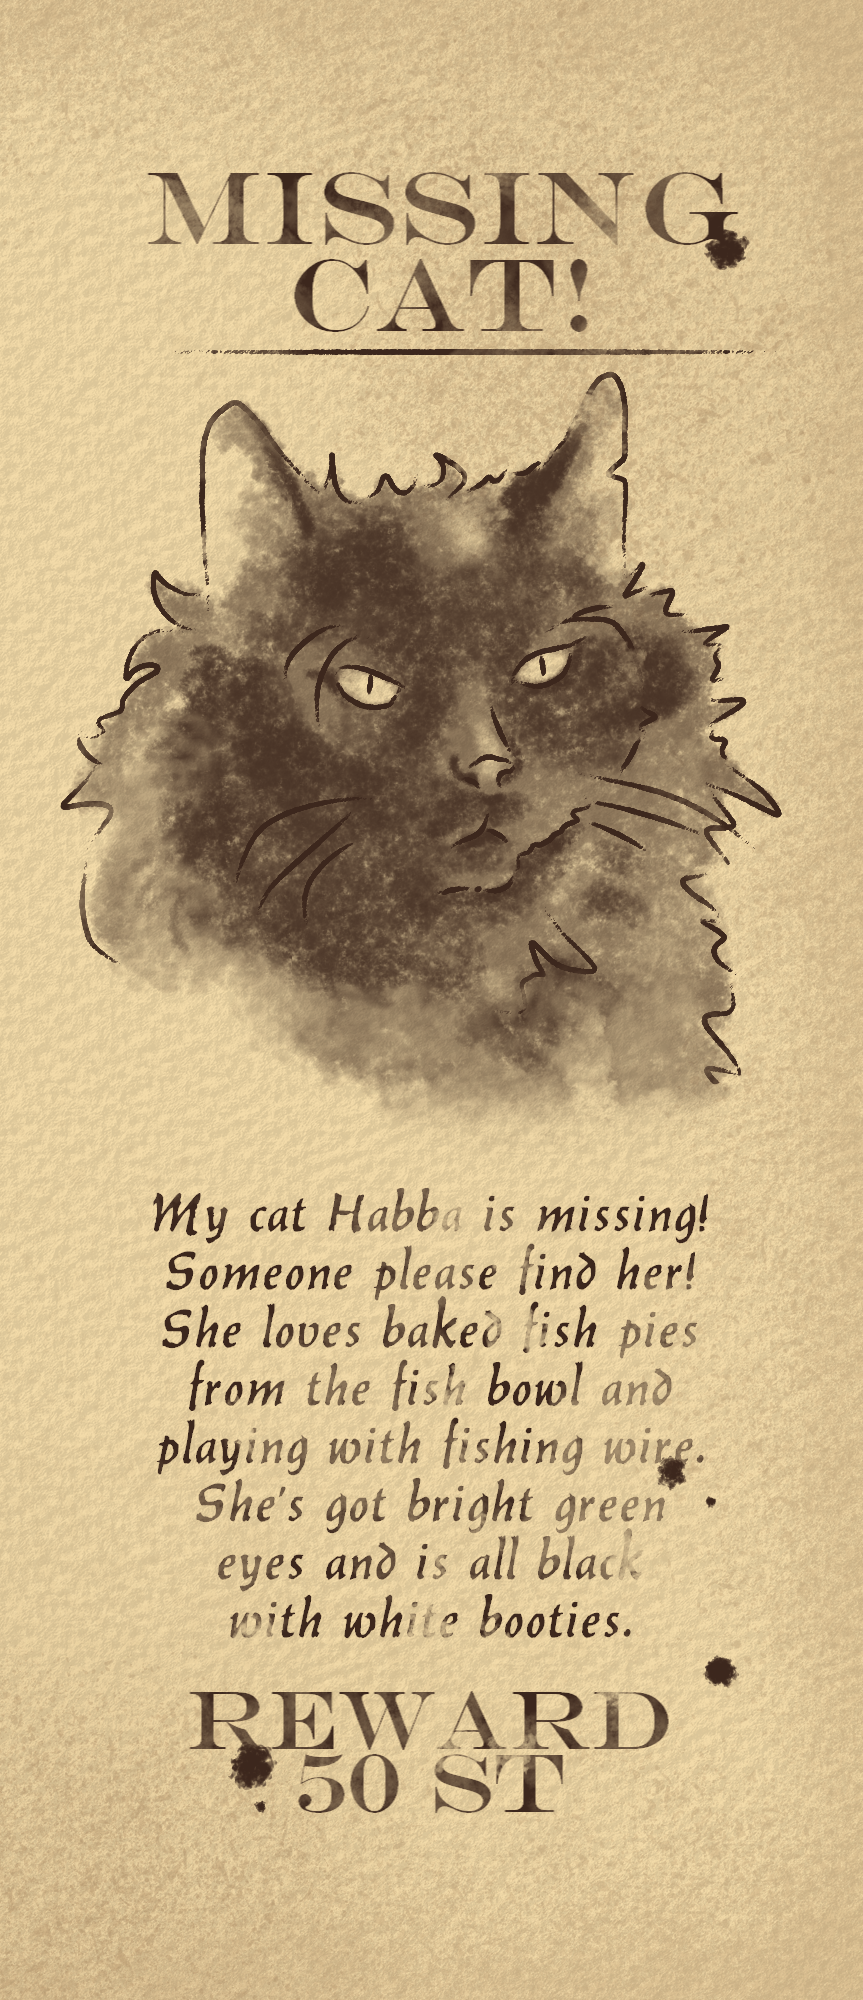 MISSING
CAT!
My cat Habba is missing!
Someone please find her!
She loves baked fish pies
from the fish bowl and
playing with fishing wire.
She's got bright green
eyes and is all black
with white booties.
REWARD
50 ST